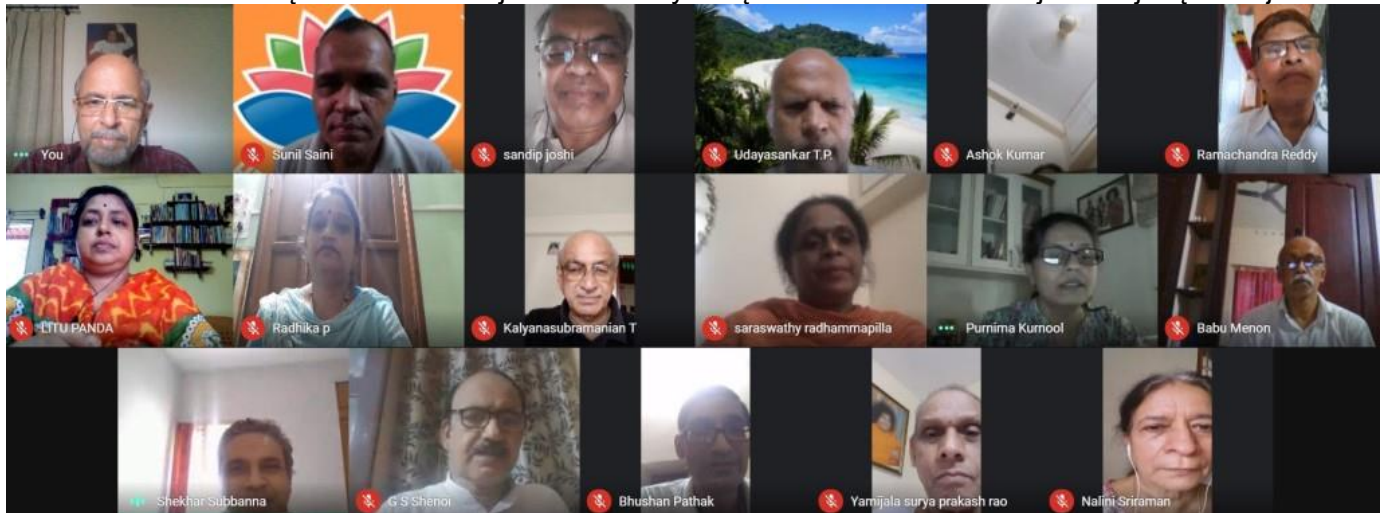 You
Sunil Saini
sandip joshi
Udayasankar T.P.
Ashok Kumar
Ramachandra Reddy
LITU PANDA
Radhika p
Kalyanasubramanian T
saraswathy radhammapilla
Purnima Kurnool
Babu Menon
Shekhar Subbanna
G S Shenoi
Bhushan Pathak
Yamijala surya prakash rao
Nalini Sriraman